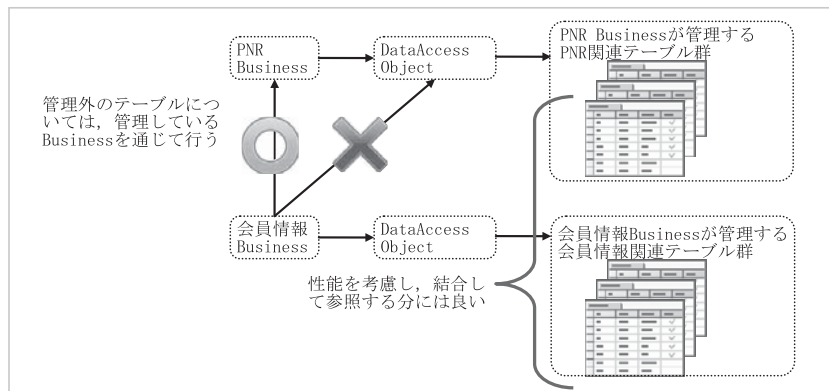 PNR
Business
DataAccess
Object
PNR Businessが管理する
PNR関連テーブル群
管理外のテーブルにつ
いては，管理している
Businessを通じて行う
会員情報
Business
DataAccess
Object
会員情報Businessが管理する
会員情報関連テーブル群
性能を考慮し，結合し
て参照する分には良い